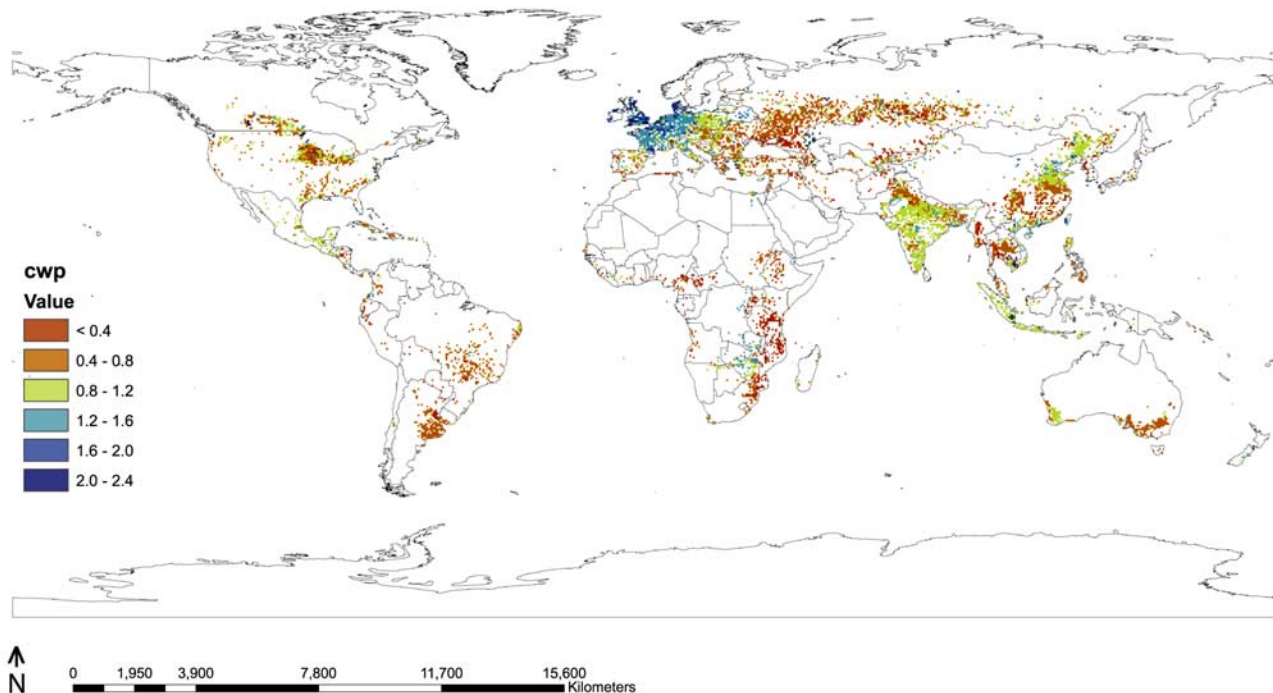 cwp
Value
< 0.4
0.4 - 0.8
0.8 - 1.2
1.2 - 1.6
1.6 - 2.0
2.0 - 2.4
N
0 1,950 3,900 7,800 11,700 15,600
Kilometers